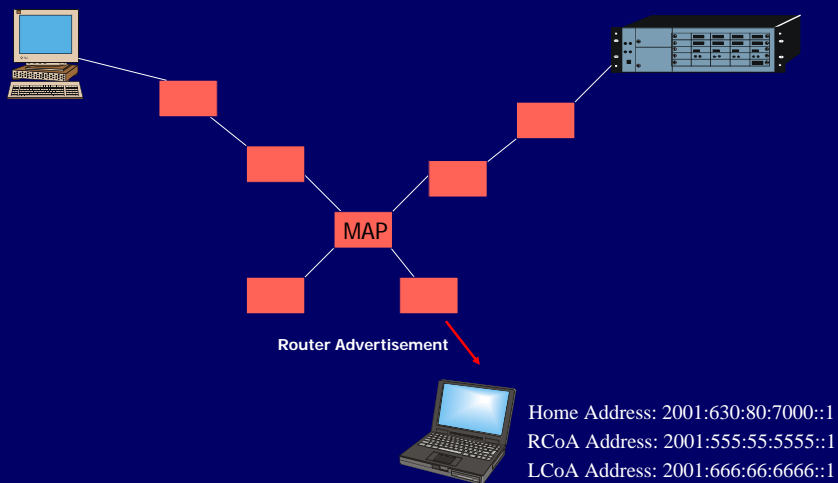 MAP
Router Advertisement
Home Address: 2001:630:80:7000::1
RCoA Address: 2001:555:55:5555::1
LCoA Address: 2001:666:66:6666::1